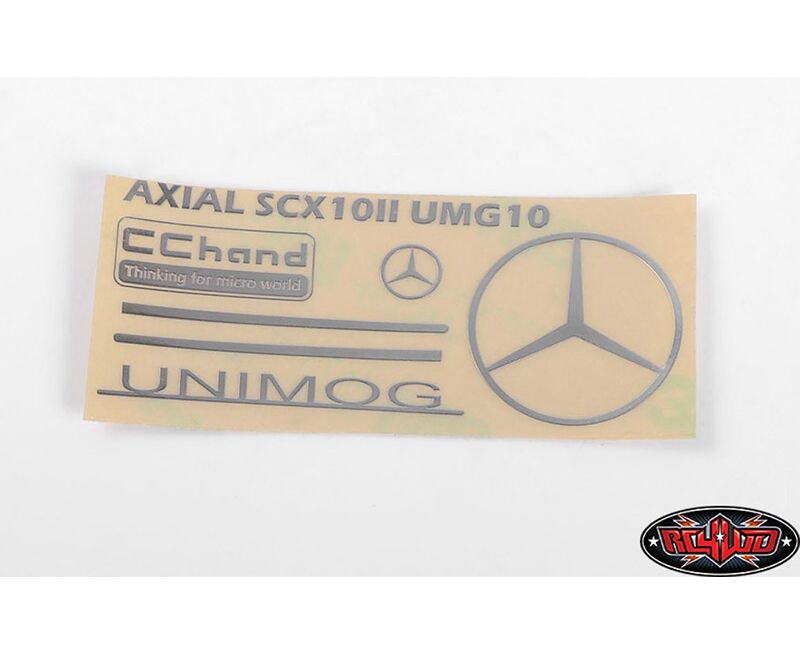 AXIAL SCX10II UMG10
CChand
Thinking for micro world
UNIMOG
RC4WD